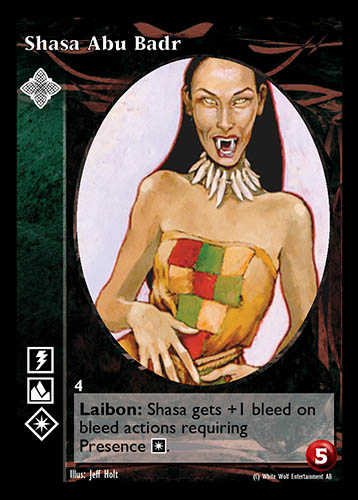 Shasa Abu Badr
4
Laibon: Shasa gets +1 bleed on
bleed actions requiring
Presence .
5
Illus: Jeff Holt
(C) White Wolf Entertainment AB